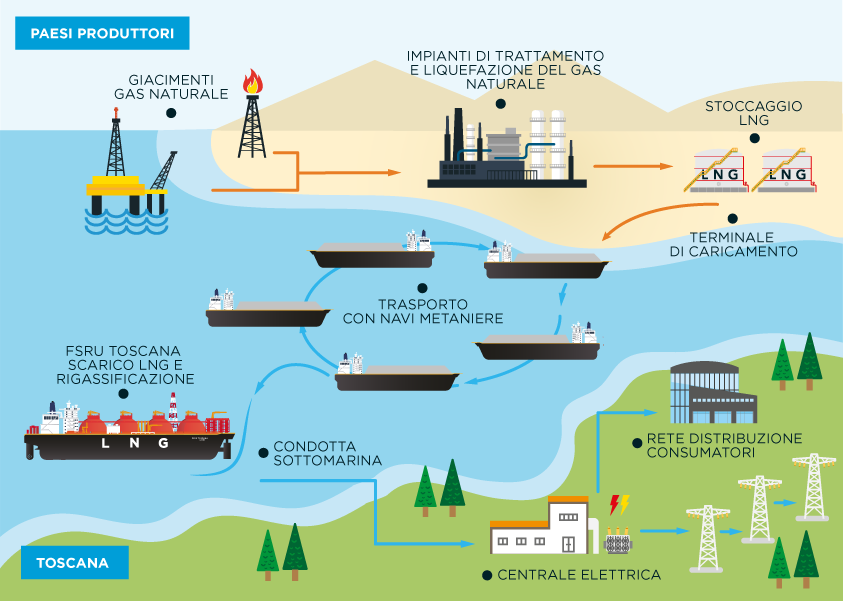 PAESI PRODUTTORI
GIACIMENTI
GAS NATURALE
IMPIANTI DI TRATTAMENTO
E LIQUEFAZIONE DEL GAS
NATURALE
STOCCAGGIO
LNG
LNG
LNG
TERMINALE
DI CARICAMENTO
TRASPORTO
CON NAVI METANIERE
FSRU TOSCANA
SCARICO LNG E
RIGASSIFICAZIONE
L N G
CONDOTTA
SOTTOMARINA
RETE DISTRIBUZIONE
CONSUMATORI
CENTRALE ELETTRICA
TOSCANA